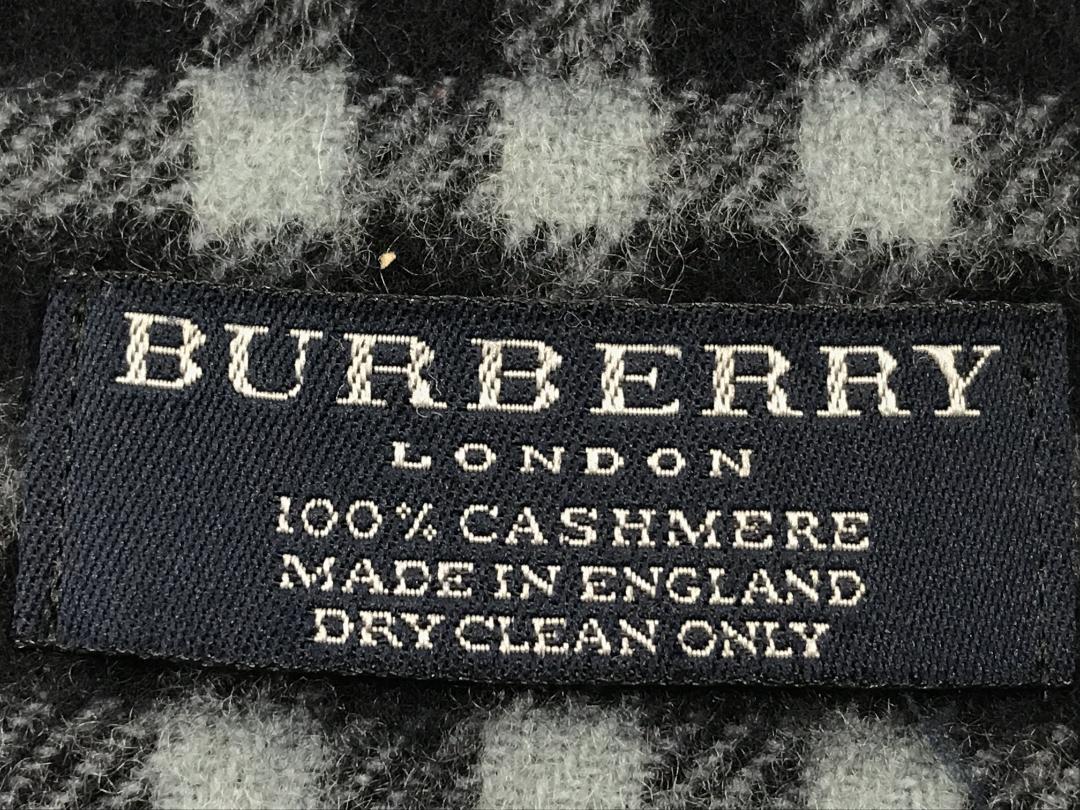 BURBERRY
LONDON
100% CASHMERE
MADE IN ENGLAND
DRY CLEAN ONLY